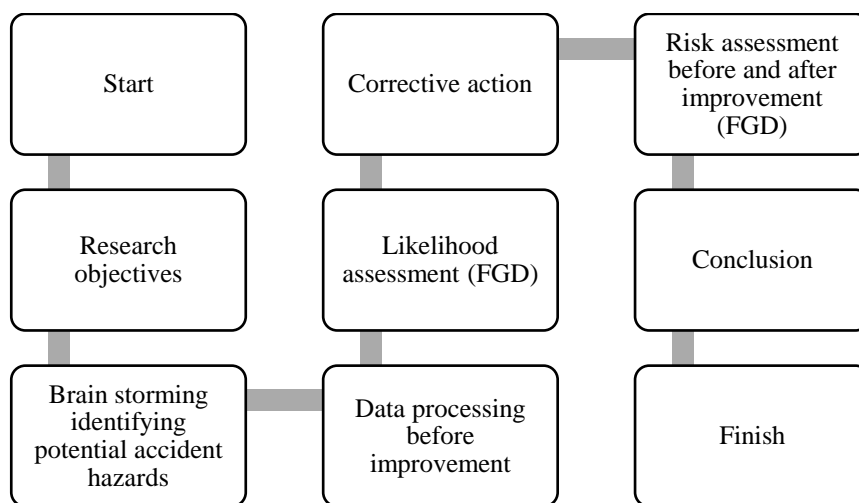 Start
Research
objectives
Brain storming
identifying
potential accident
hazards
Data processing
before
improvement
Likelihood
assessment (FGD)
Corrective action
Risk assessment
before and after
improvement
(FGD)
Conclusion
Finish